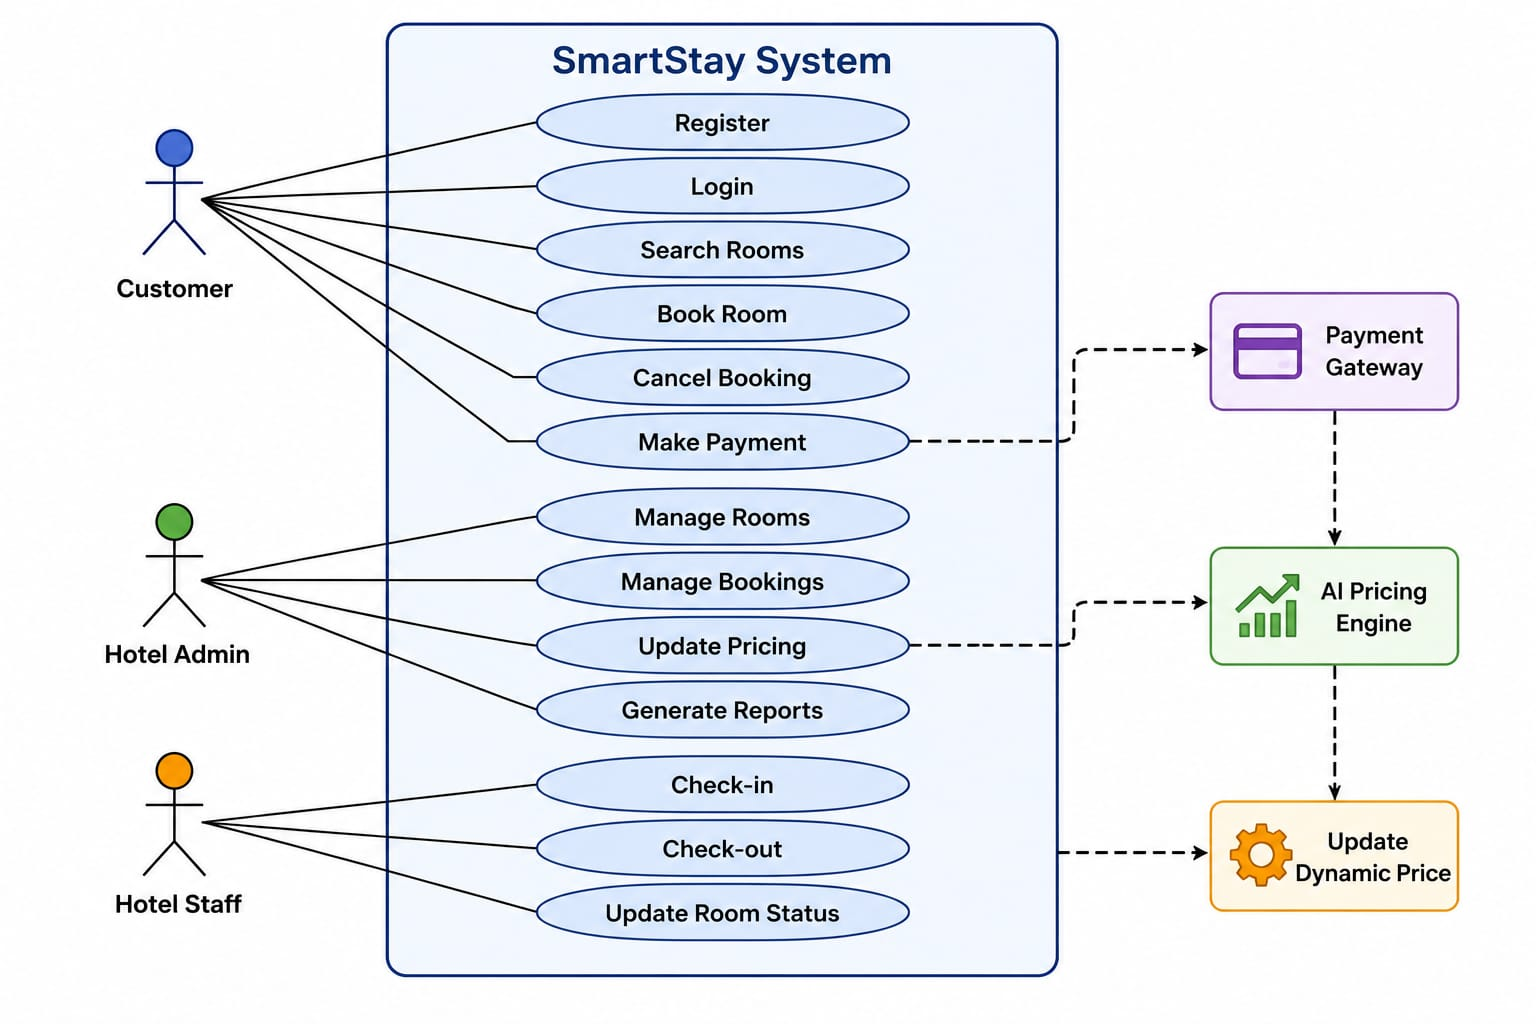 SmartStay System
Register
Login
Search Rooms
Book Room
Cancel Booking
Make Payment
Manage Rooms
Manage Bookings
Update Pricing
Generate Reports
Check-in
Check-out
Update Room Status
Customer
Hotel Admin
Hotel Staff
Payment
Gateway
AI Pricing
Engine
Update
Dynamic Price